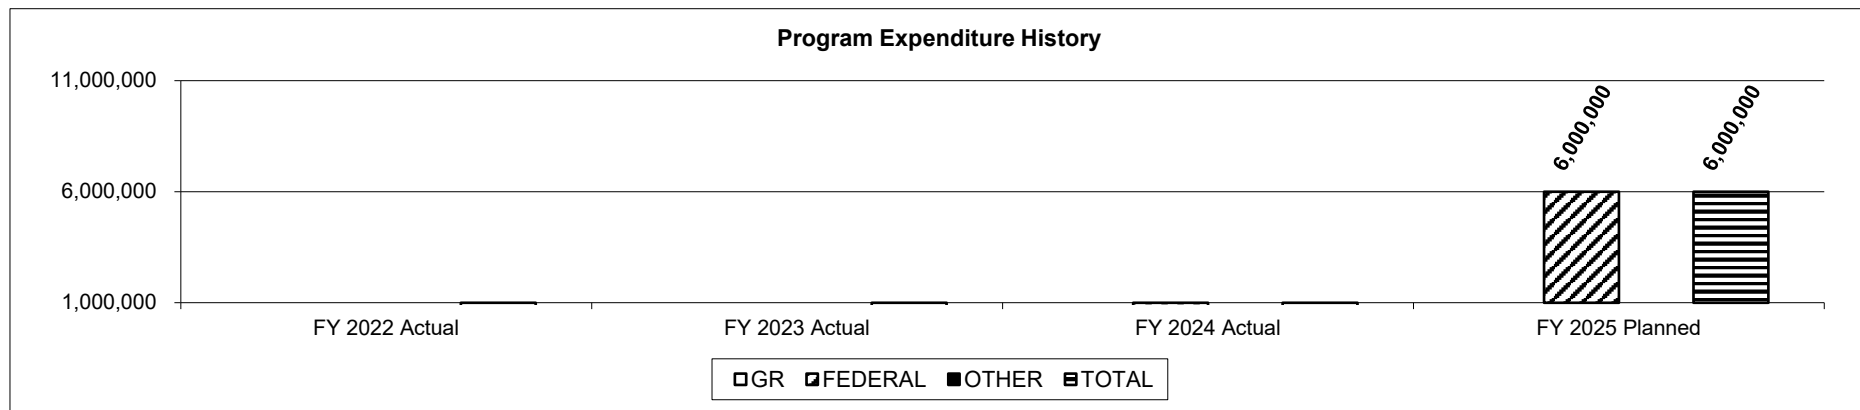 Program Expenditure History
11,000,000
6,000,000
1,000,000
6,000,000
6,000,000
FY 2022 Actual
FY 2023 Actual
FY 2024 Actual
FY 2025 Planned
GR FEDERAL OTHER TOTAL